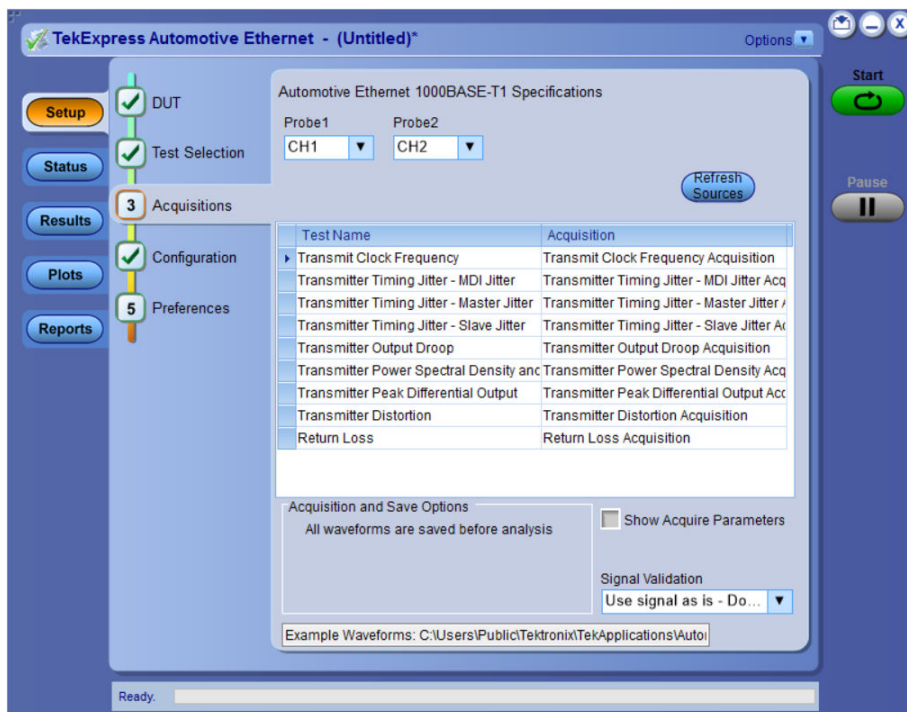 TekExpress Automotive Ethernet - (Untitled)*
Options
Start
Pause
Setup
Status
Results
Plots
Reports
DUT
Test Selection
3 Acquisitions
Configuration
5 Preferences
Automotive Ethernet 1000BASE-T1 Specifications
Probe1 Probe2
CH1 CH2
Refresh
Sources
Test Name Acquisition
Transmit Clock Frequency Transmit Clock Frequency Acquisition
Transmitter Timing Jitter - MDI Jitter Transmitter Timing Jitter - MDI Jitter Acq
Transmitter Timing Jitter - Master Jitter Transmitter Timing Jitter - Master Jitter
Transmitter Timing Jitter - Slave Jitter Transmitter Timing Jitter - Slave Jitter Ac
Transmitter Output Droop Transmitter Output Droop Acquisition
Transmitter Power Spectral Density and Transmitter Power Spectral Density Acq
Transmitter Peak Differential Output Transmitter Peak Differential Output Acc
Transmitter Distortion Transmitter Distortion Acquisition
Return Loss Return Loss Acquisition
Acquisition and Save Options
All waveforms are saved before analysis
Show Acquire Parameters
Signal Validation
Use signal as is - Do...
Example Waveforms: C:\Users\Public\Tektronix\TekApplications\Auto
Ready.